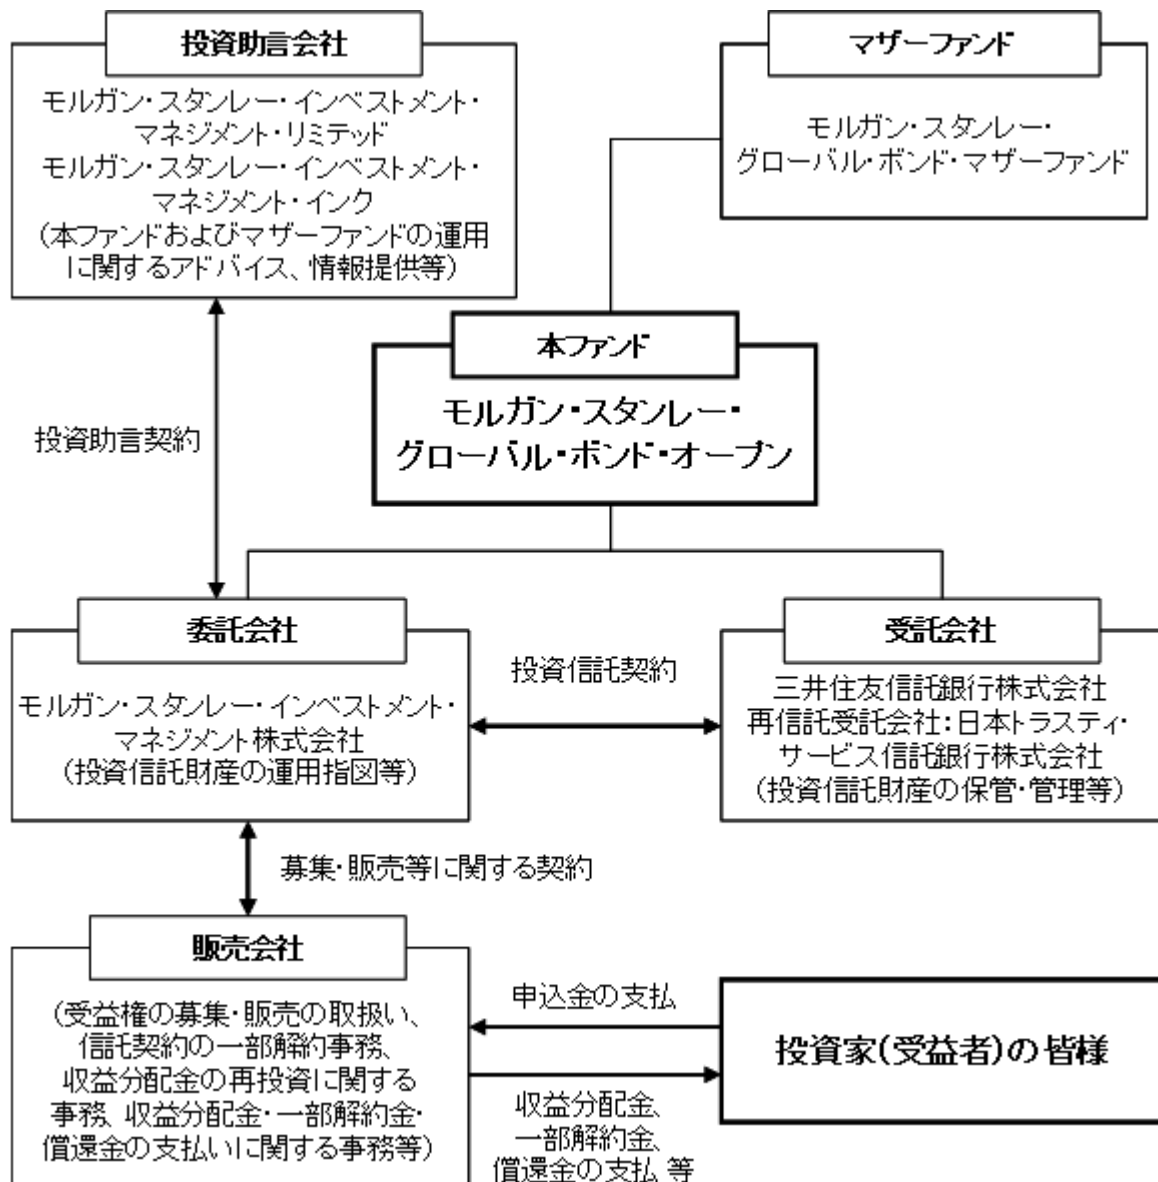 投資助言会社
モルガン・スタンレー・インベストメント・
マネジメント・リミテッド
モルガン・スタンレー・インベストメント・
マネジメント・インク
(本ファンドおよびマザーファンドの運用
に関するアドバイス、情報提供等)
マザーファンド
モルガン・スタンレー・
グローバル・ボンド・マザーファンド
本ファンド
モルガン・スタンレー・
グローバル・ボンド・オープン
投資助言契約
委託会社
モルガン・スタンレー・インベストメント・
マネジメント株式会社
(投資信託財産の運用指図等)
投資信託契約
受託会社
三井住友信託銀行株式会社
再信託受託会社:日本トラスティ・
サービス信託銀行株式会社
(投資信託財産の保管・管理等)
募集・販売等に関する契約
販売会社
(受益権の募集・販売の取扱い、
信託契約の一部解約事務、
収益分配金の再投資に関する
事務、収益分配金・一部解約金・
償還金の支払いに関する事務等)
申込金の支払
収益分配金、
一部解約金、
償還金の支払 等
投資家(受益者)の皆様